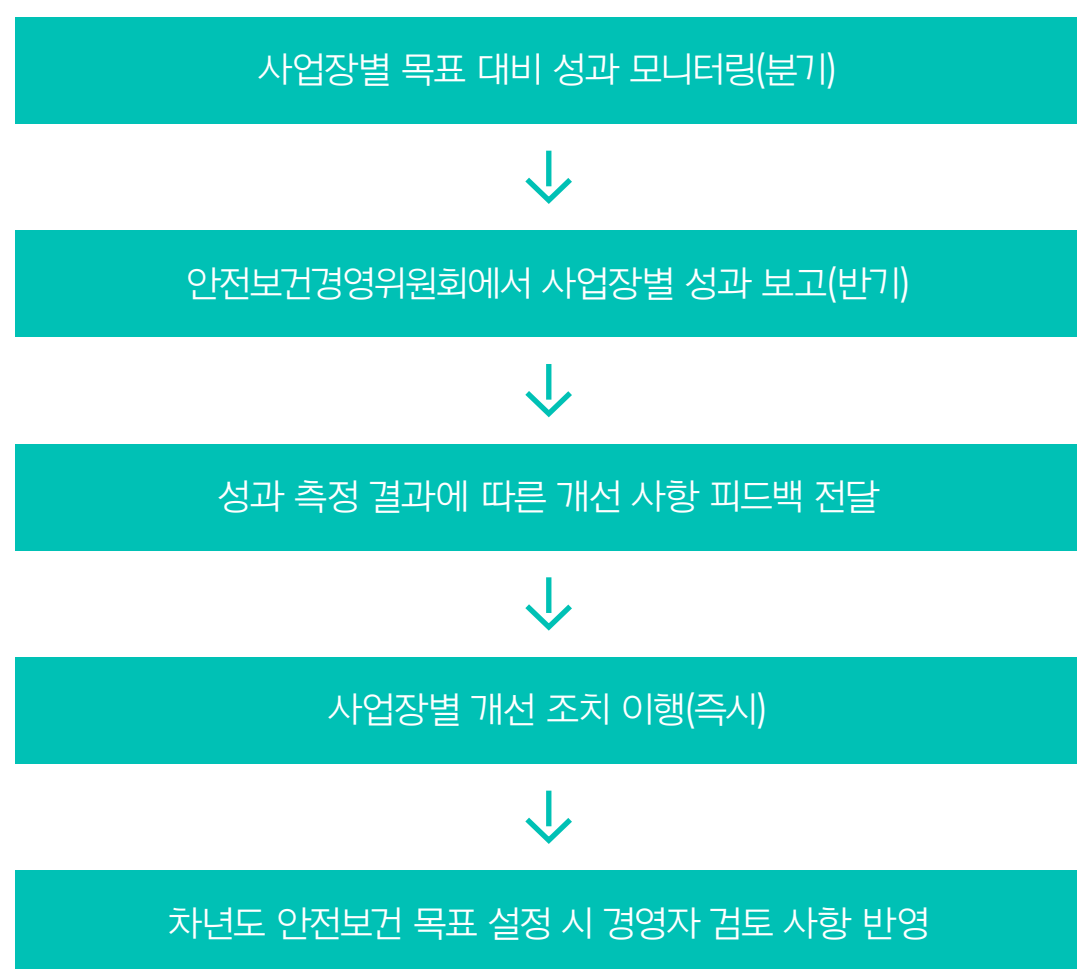 사업장별 목표 대비 성과 모니터링(분기)
안전보건경영위원회에서 사업장별 성과 보고(반기)
성과 측정 결과에 따른 개선 사항 피드백 전달
사업장별 개선 조치 이행(즉시)
차년도 안전보건 목표 설정 시 경영자 검토 사항 반영